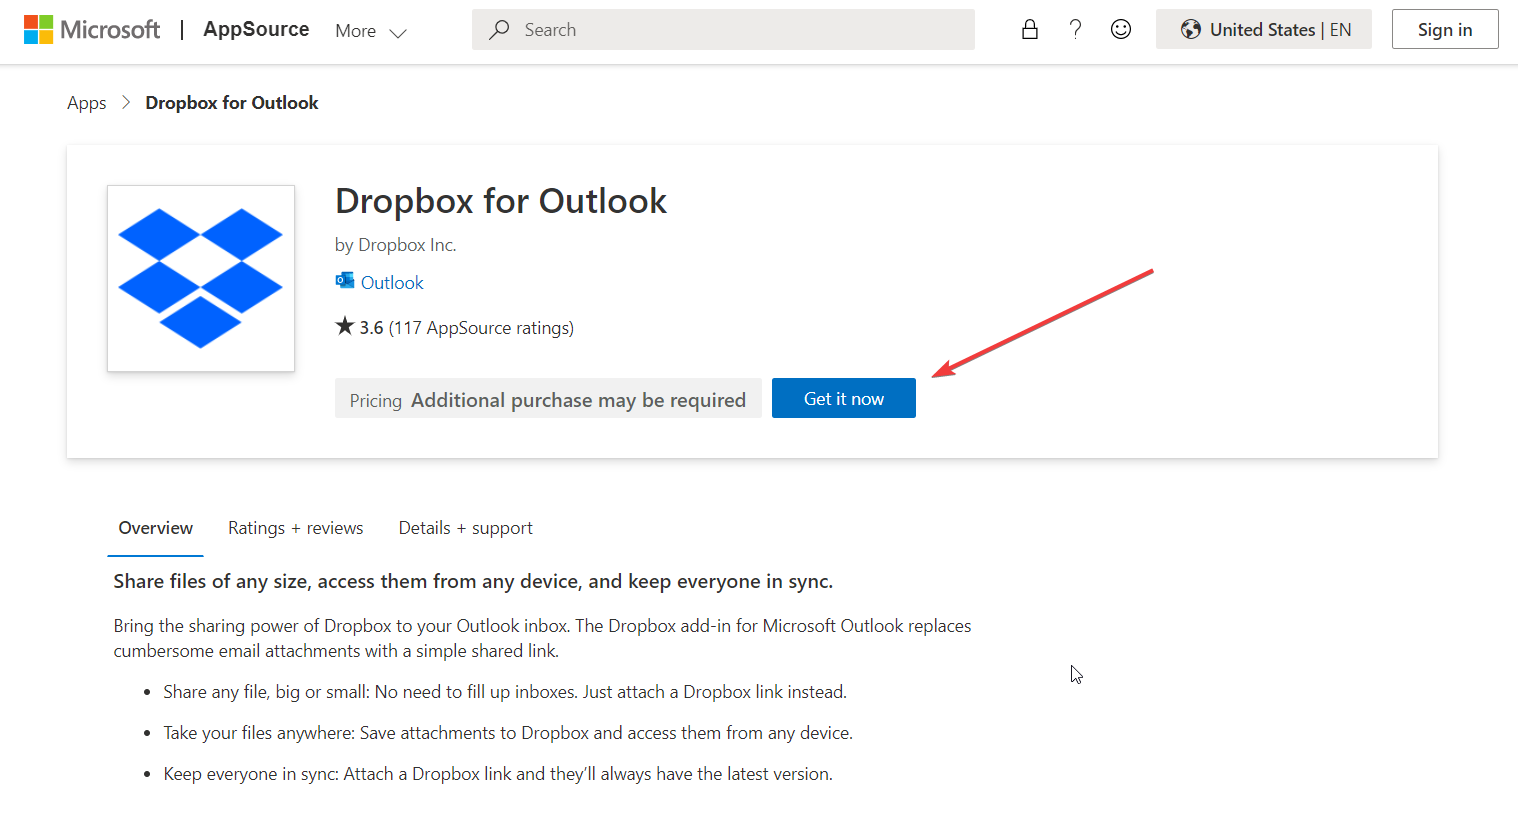 Microsoft | AppSource More Search ? United States | EN Sign in
Apps > Dropbox for Outlook
Dropbox for Outlook
by Dropbox Inc.
Outlook
★ 3.6 (117 AppSource ratings)
Pricing Additional purchase may be required Get it now
Overview Ratings + reviews Details + support
Share files of any size, access them from any device, and keep everyone in sync.
Bring the sharing power of Dropbox to your Outlook inbox. The Dropbox add-in for Microsoft Outlook replaces
cumbersome email attachments with a simple shared link.
• Share any file, big or small: No need to fill up inboxes. Just attach a Dropbox link instead.
• Take your files anywhere: Save attachments to Dropbox and access them from any device.
• Keep everyone in sync: Attach a Dropbox link and they’ll always have the latest version.